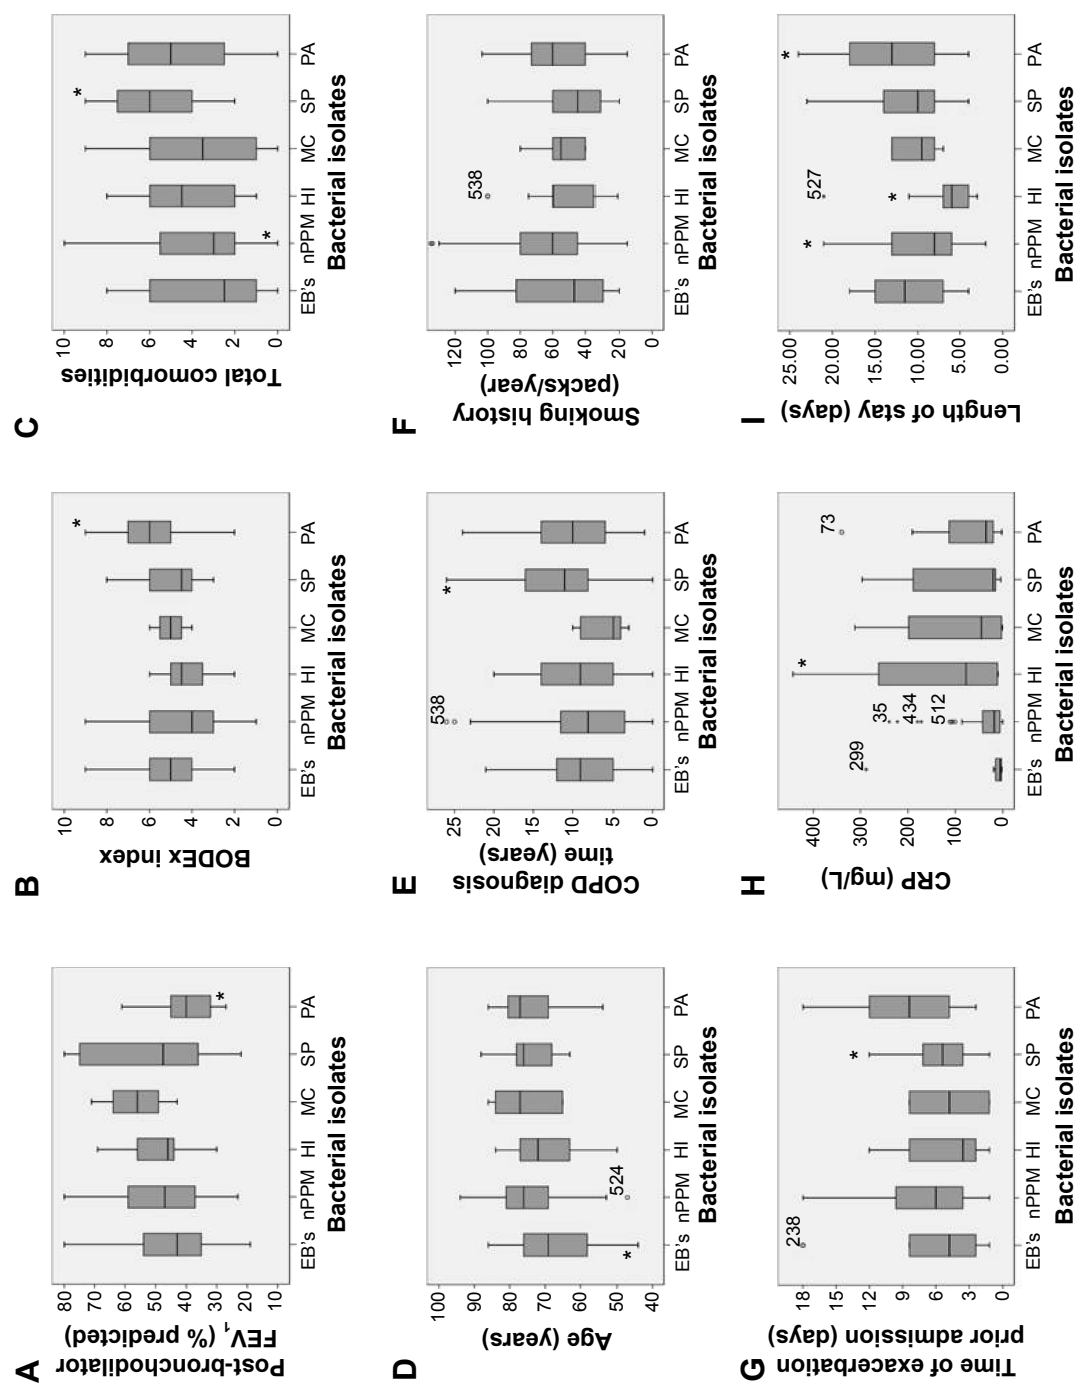 A
Post-bronchodilator
FEV₁ (% predicted)
80
70
60
50
40
30
20
10
*
EB's nPPM HI MC SP PA
Bacterial isolates
B
BODEx index
10
8
6
4
2
0
*
EB's nPPM HI MC SP PA
Bacterial isolates
C
Total comorbidities
10
8
6
4
2
0
*
*
EB's nPPM HI MC SP PA
Bacterial isolates
D
Age (years)
100
90
80
70
60
50
40
*
524
EB's nPPM HI MC SP PA
Bacterial isolates
E
COPD diagnosis
time (years)
25
20
15
10
5
0
538
*
EB's nPPM HI MC SP PA
Bacterial isolates
F
Smoking history
(packs/year)
120
100
80
60
40
20
0
538
EB's nPPM HI MC SP PA
Bacterial isolates
G
Time of exacerbation
prior admission (days)
18
15
12
9
6
3
0
238
*
EB's nPPM HI MC SP PA
Bacterial isolates
H
CRP (mg/L)
400
300
200
100
0
299
35
434
512
*
73
EB's nPPM HI MC SP PA
Bacterial isolates
I
Length of stay (days)
25.00
20.00
15.00
10.00
5.00
0.00
*
527
*
*
EB's nPPM HI MC SP PA
Bacterial isolates